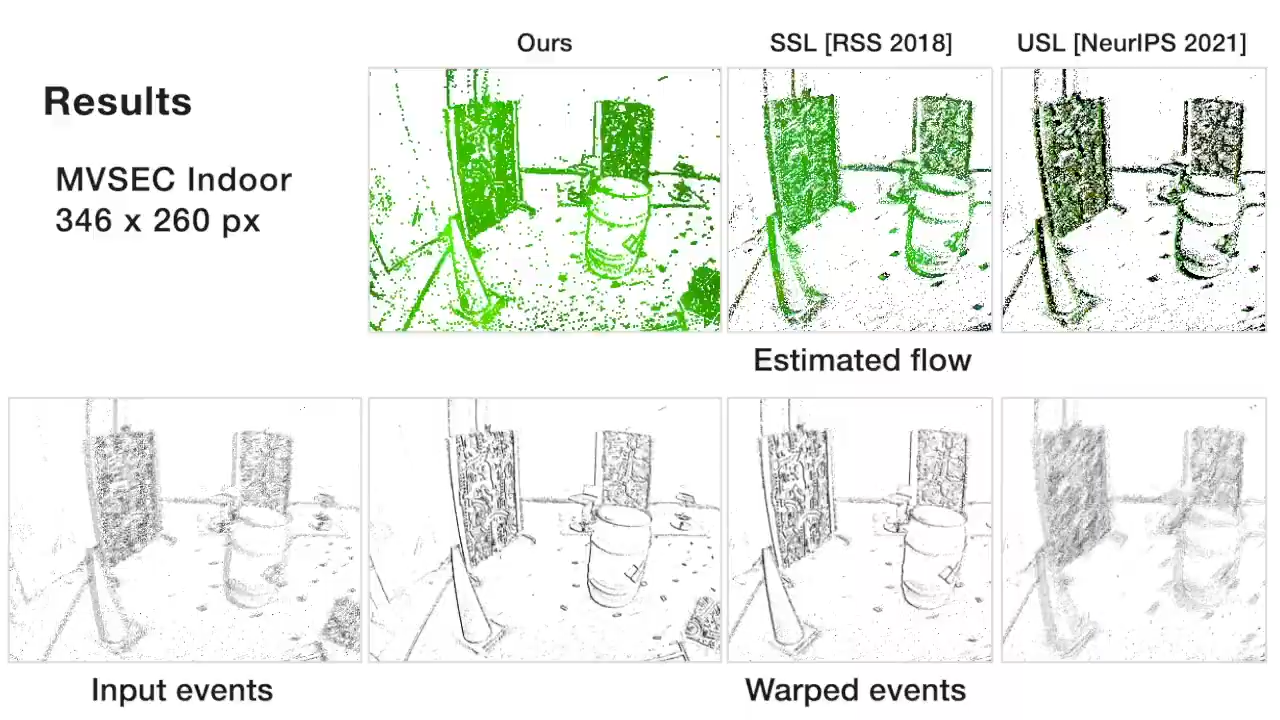 Ours
SSL [RSS 2018]
USL [NeurIPS 2021]
Results
MVSEC Indoor
346 x 260 px
Estimated flow
Input events
Warped events